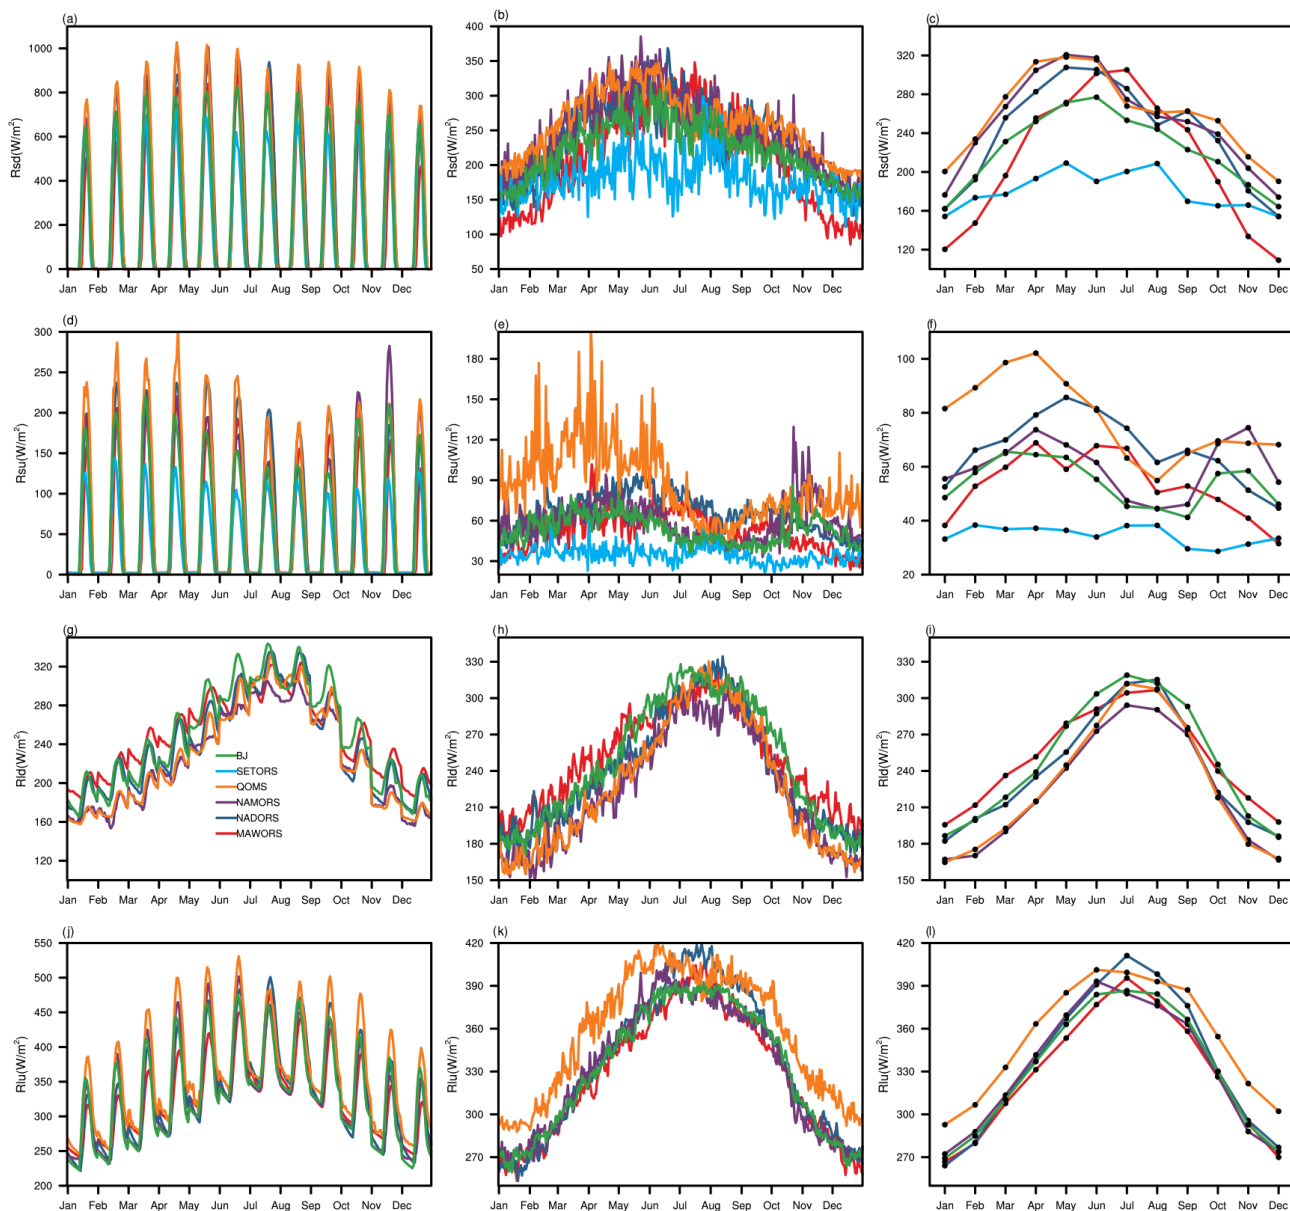 (a)
Rsd(W/m²)
1000
800
600
400
200
0
Jan Feb Mar Apr May Jun Jul Aug Sep Oct Nov Dec
(b)
Rsd(W/m²)
400
350
300
250
200
150
100
50
Jan Feb Mar Apr May Jun Jul Aug Sep Oct Nov Dec
(c)
Rsd(W/m²)
320
280
240
200
160
120
Jan Feb Mar Apr May Jun Jul Aug Sep Oct Nov Dec
(d)
Rsu(W/m²)
300
250
200
150
100
50
0
Jan Feb Mar Apr May Jun Jul Aug Sep Oct Nov Dec
(e)
Rsu(W/m²)
180
150
120
90
60
30
Jan Feb Mar Apr May Jun Jul Aug Sep Oct Nov Dec
(f)
Rsu(W/m²)
100
80
60
40
20
Jan Feb Mar Apr May Jun Jul Aug Sep Oct Nov Dec
(g)
Rld(W/m²)
320
280
240
200
160
120
BJ
SETORS
QOMS
NAMORS
NADORS
MAWORS
Jan Feb Mar Apr May Jun Jul Aug Sep Oct Nov Dec
(h)
Rld(W/m²)
330
300
270
240
210
180
150
Jan Feb Mar Apr May Jun Jul Aug Sep Oct Nov Dec
(i)
Rld(W/m²)
330
300
270
240
210
180
150
Jan Feb Mar Apr May Jun Jul Aug Sep Oct Nov Dec
(j)
Rlu(W/m²)
550
500
450
400
350
300
250
200
Jan Feb Mar Apr May Jun Jul Aug Sep Oct Nov Dec
(k)
Rlu(W/m²)
420
390
360
330
300
270
Jan Feb Mar Apr May Jun Jul Aug Sep Oct Nov Dec
(l)
Rlu(W/m²)
420
390
360
330
300
270
Jan Feb Mar Apr May Jun Jul Aug Sep Oct Nov Dec